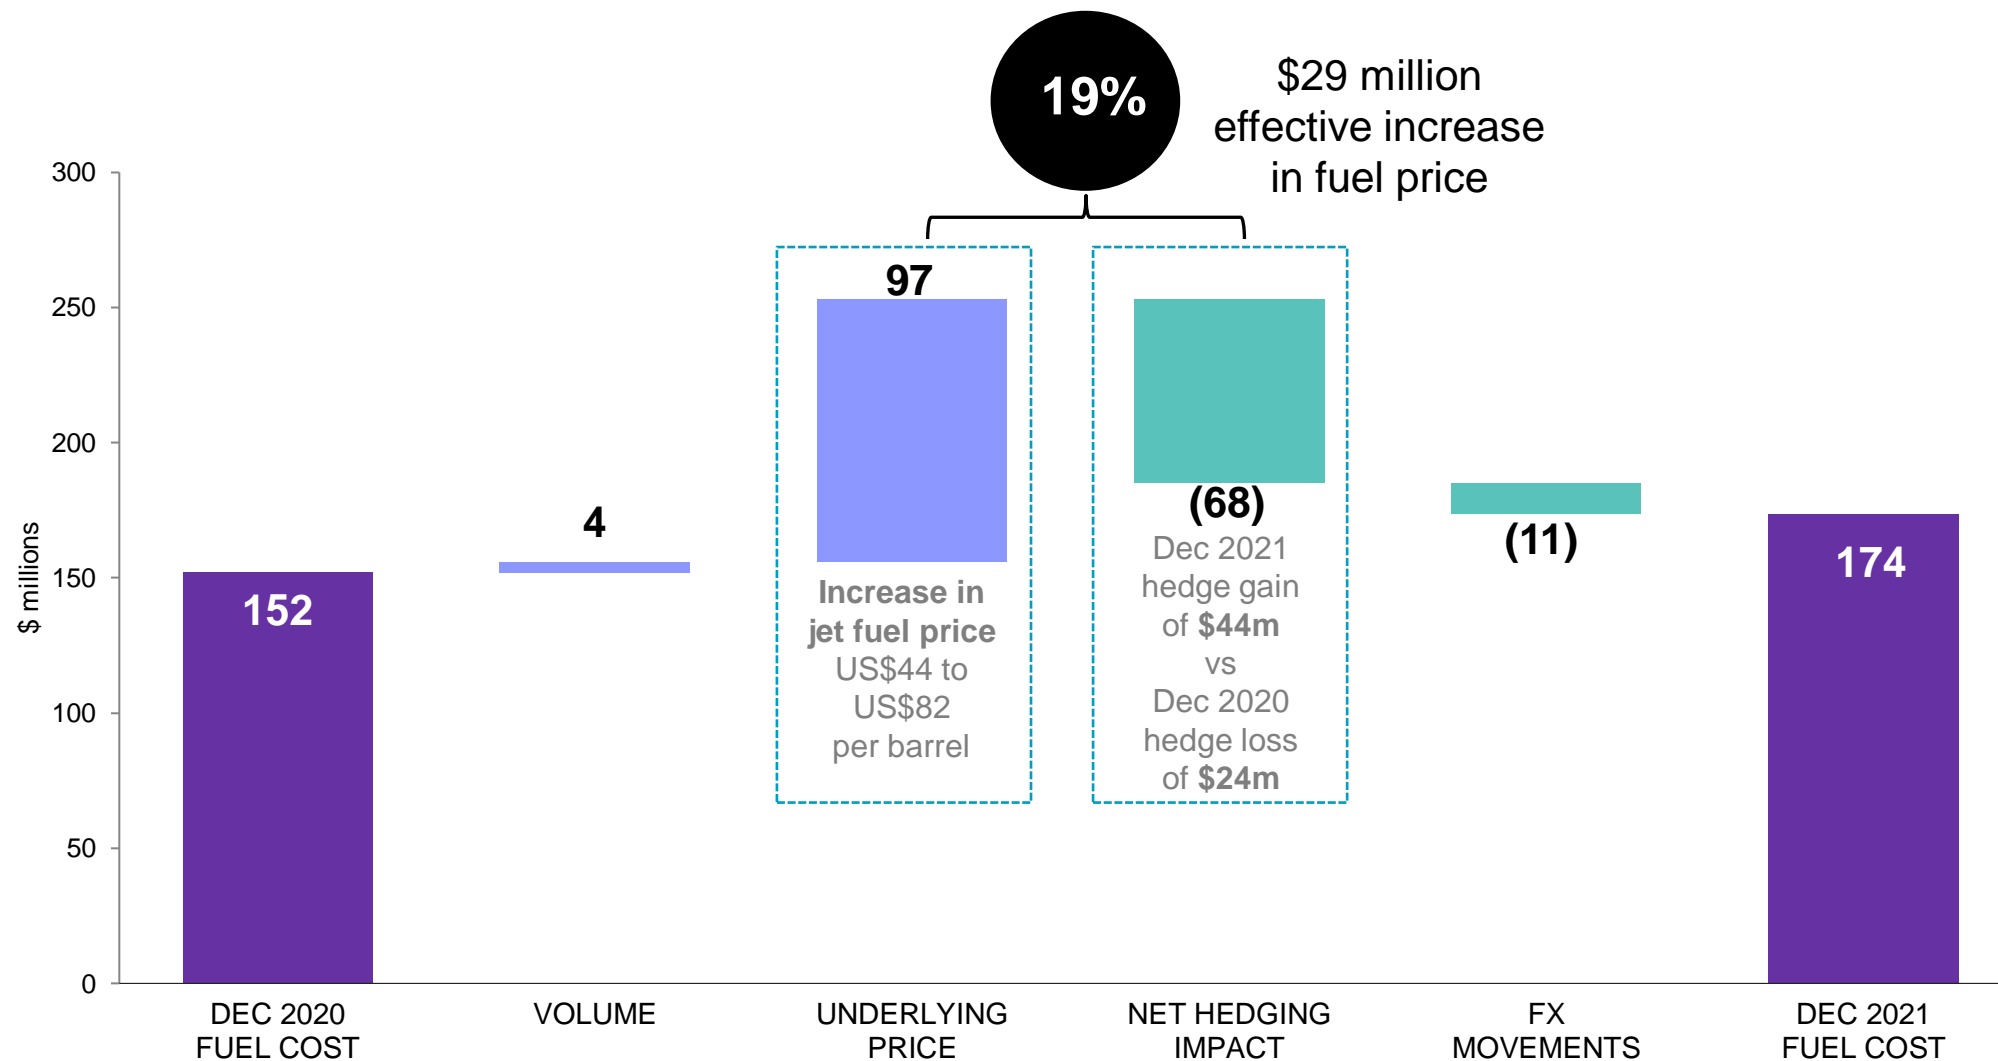 19%
$29 million
effective increase
in fuel price
$ millions
300
250
200
150
100
50
0
152
4
97
Increase in
jet fuel price
US$44 to
US$82
per barrel
(68)
Dec 2021
hedge gain
of $44m
vs
Dec 2020
hedge loss
of $24m
(11)
174
DEC 2020
FUEL COST
VOLUME
UNDERLYING
PRICE
NET HEDGING
IMPACT
FX
MOVEMENTS
DEC 2021
FUEL COST